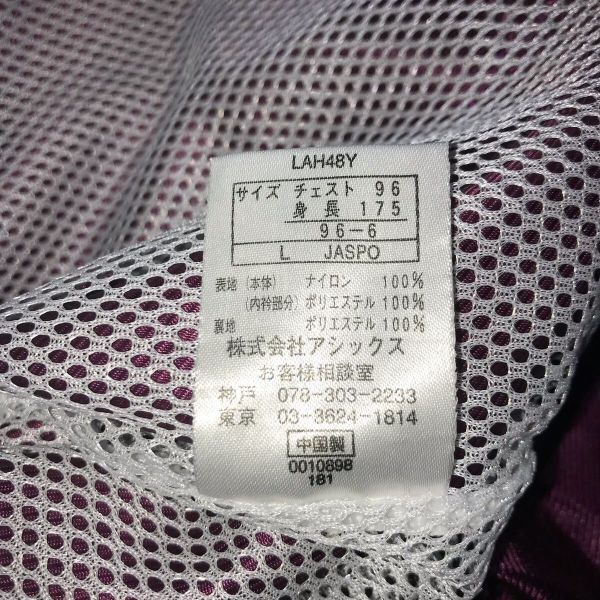 LAH48Y
サイズ チェスト 96
身長 175
96-6
L JASPO
表地 (本体) ナイロン 100%
(内衿部分) ポリエステル 100%
裏地 ポリエステル 100%
株式会社アシックス
お客様相談室
神戸 078-303-2233
東京 03-3624-1814
中国製
0010898
181